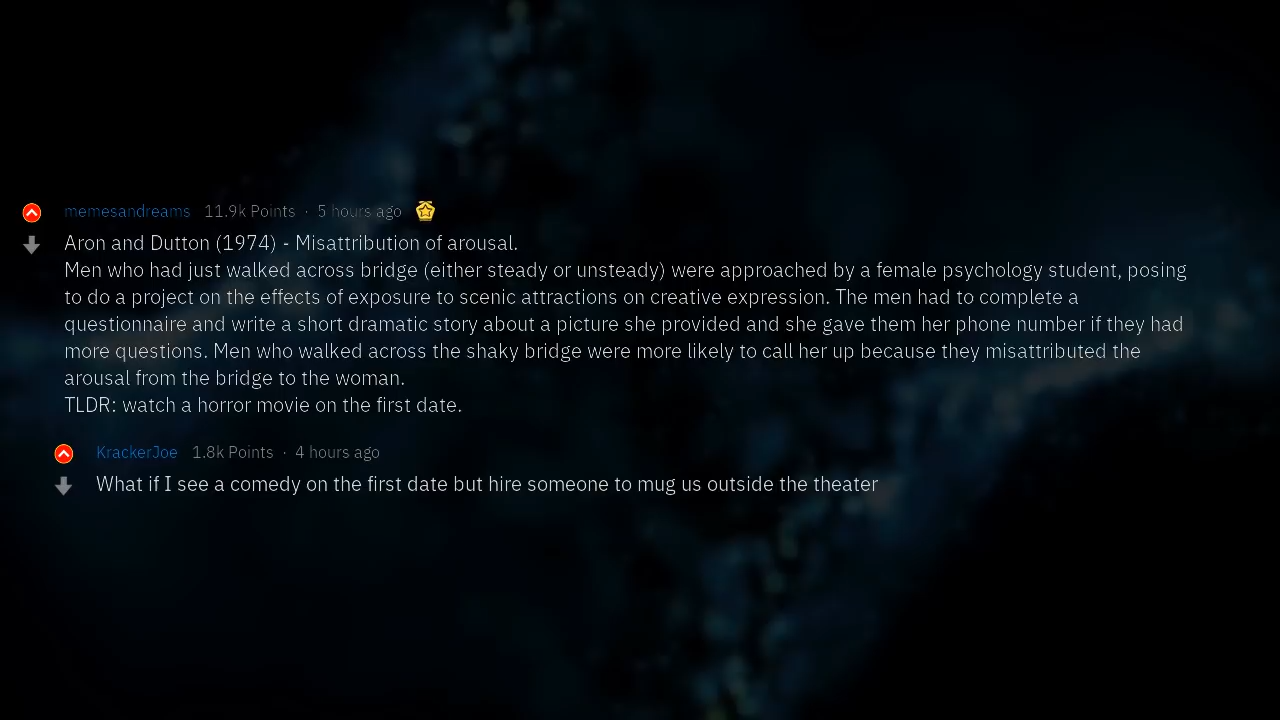 memesandreams 11.9k Points · 5 hours ago
Aron and Dutton (1974) - Misattribution of arousal.
Men who had just walked across bridge (either steady or unsteady) were approached by a female psychology student, posing
to do a project on the effects of exposure to scenic attractions on creative expression. The men had to complete a
questionnaire and write a short dramatic story about a picture she provided and she gave them her phone number if they had
more questions. Men who walked across the shaky bridge were more likely to call her up because they misattributed the
arousal from the bridge to the woman.
TLDR: watch a horror movie on the first date.
KrackerJoe 1.8k Points · 4 hours ago
What if I see a comedy on the first date but hire someone to mug us outside the theater